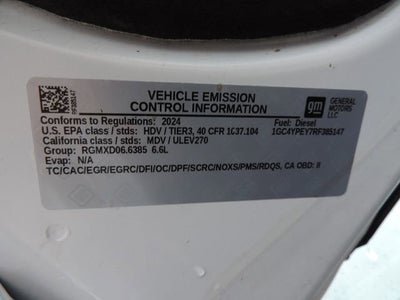 RF385147
VEHICLE EMISSION
CONTROL INFORMATION
gm
GENERAL
MOTORS
LLC
Conforms to Regulations: 2024
Fuel: Diesel
U.S. EPA class / stds: HDV / TIER3, 40 CFR 1037.104
1GC4YPEY7RF385147
California class / stds: MDV / ULEV270
Group: RGMXD06.6385 6.6L
Evap: N/A
TC/CAC/EGR/EGRC/DFI/OC/DPF/SCRC/NOXS/PMS/RDQS, CA OBD: II